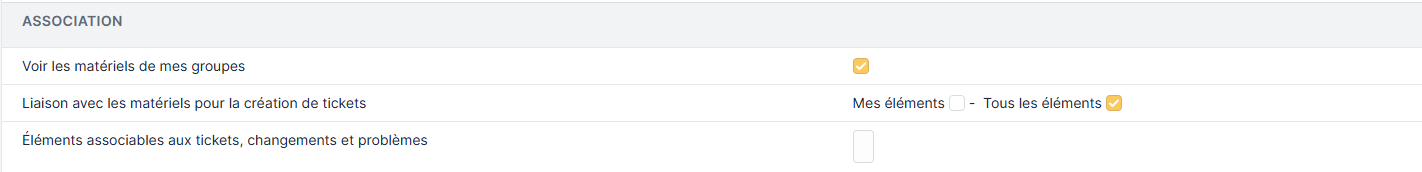 ASSOCIATION
Voir les matériels de mes groupes
Liaison avec les matériels pour la création de tickets Mes éléments - Tous les éléments
Éléments associables aux tickets, changements et problèmes